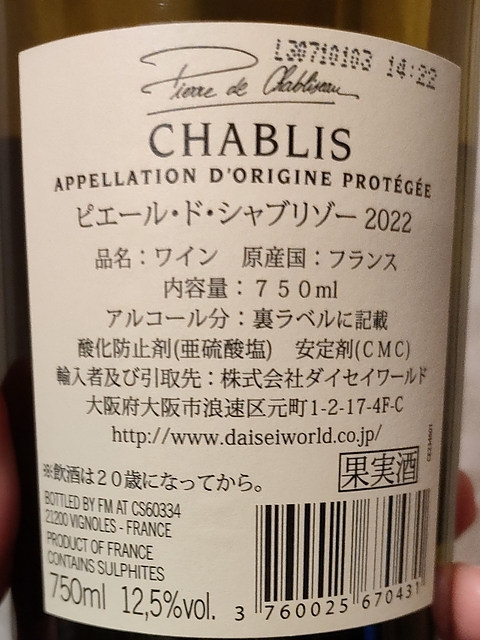 L30710103 14:22
Pierre de Chabliseau
CHABLIS
APPELLATION D'ORIGINE PROTÉGÉE
ピエール・ド・シャブリゾー 2022
品名：ワイン　原産国：フランス
内容量：７５０ml
アルコール分：裏ラベルに記載
酸化防止剤(亜硫酸塩)　安定剤(CMC)
輸入者及び引取先：株式会社ダイセイワールド
大阪府大阪市浪速区元町1-2-17-4F-C
http://www.daiseiworld.co.jp/
※飲酒は２０歳になってから。
果実酒
BOTTLED BY FM AT CS60334
21200 VIGNOLES - FRANCE
PRODUCT OF FRANCE
CONTAINS SULPHITES
750ml 12,5%vol.
3 760025 670431